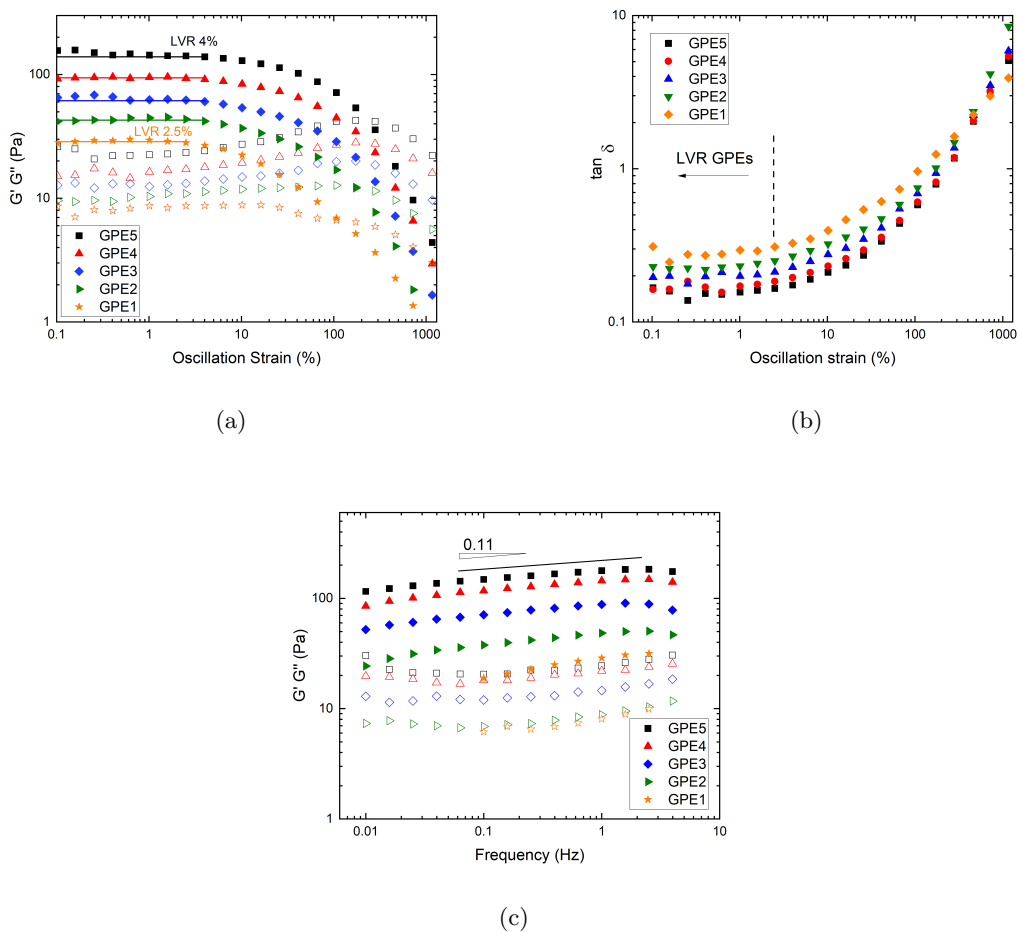 LVR 4%
100
LVR 2.5%
10
1
G' G" (Pa)
GPE5
GPE4
GPE3
GPE2
GPE1
0.1 1 10 100 1000
Oscillation Strain (%)
(a)
10
1
0.1
tan δ
GPE5
GPE4
GPE3
GPE2
GPE1
LVR GPEs
0.1 1 10 100 1000
Oscillation strain (%)
(b)
0.11
100
10
1
G' G" (Pa)
GPE5
GPE4
GPE3
GPE2
GPE1
0.01 0.1 1 10
Frequency (Hz)
(c)